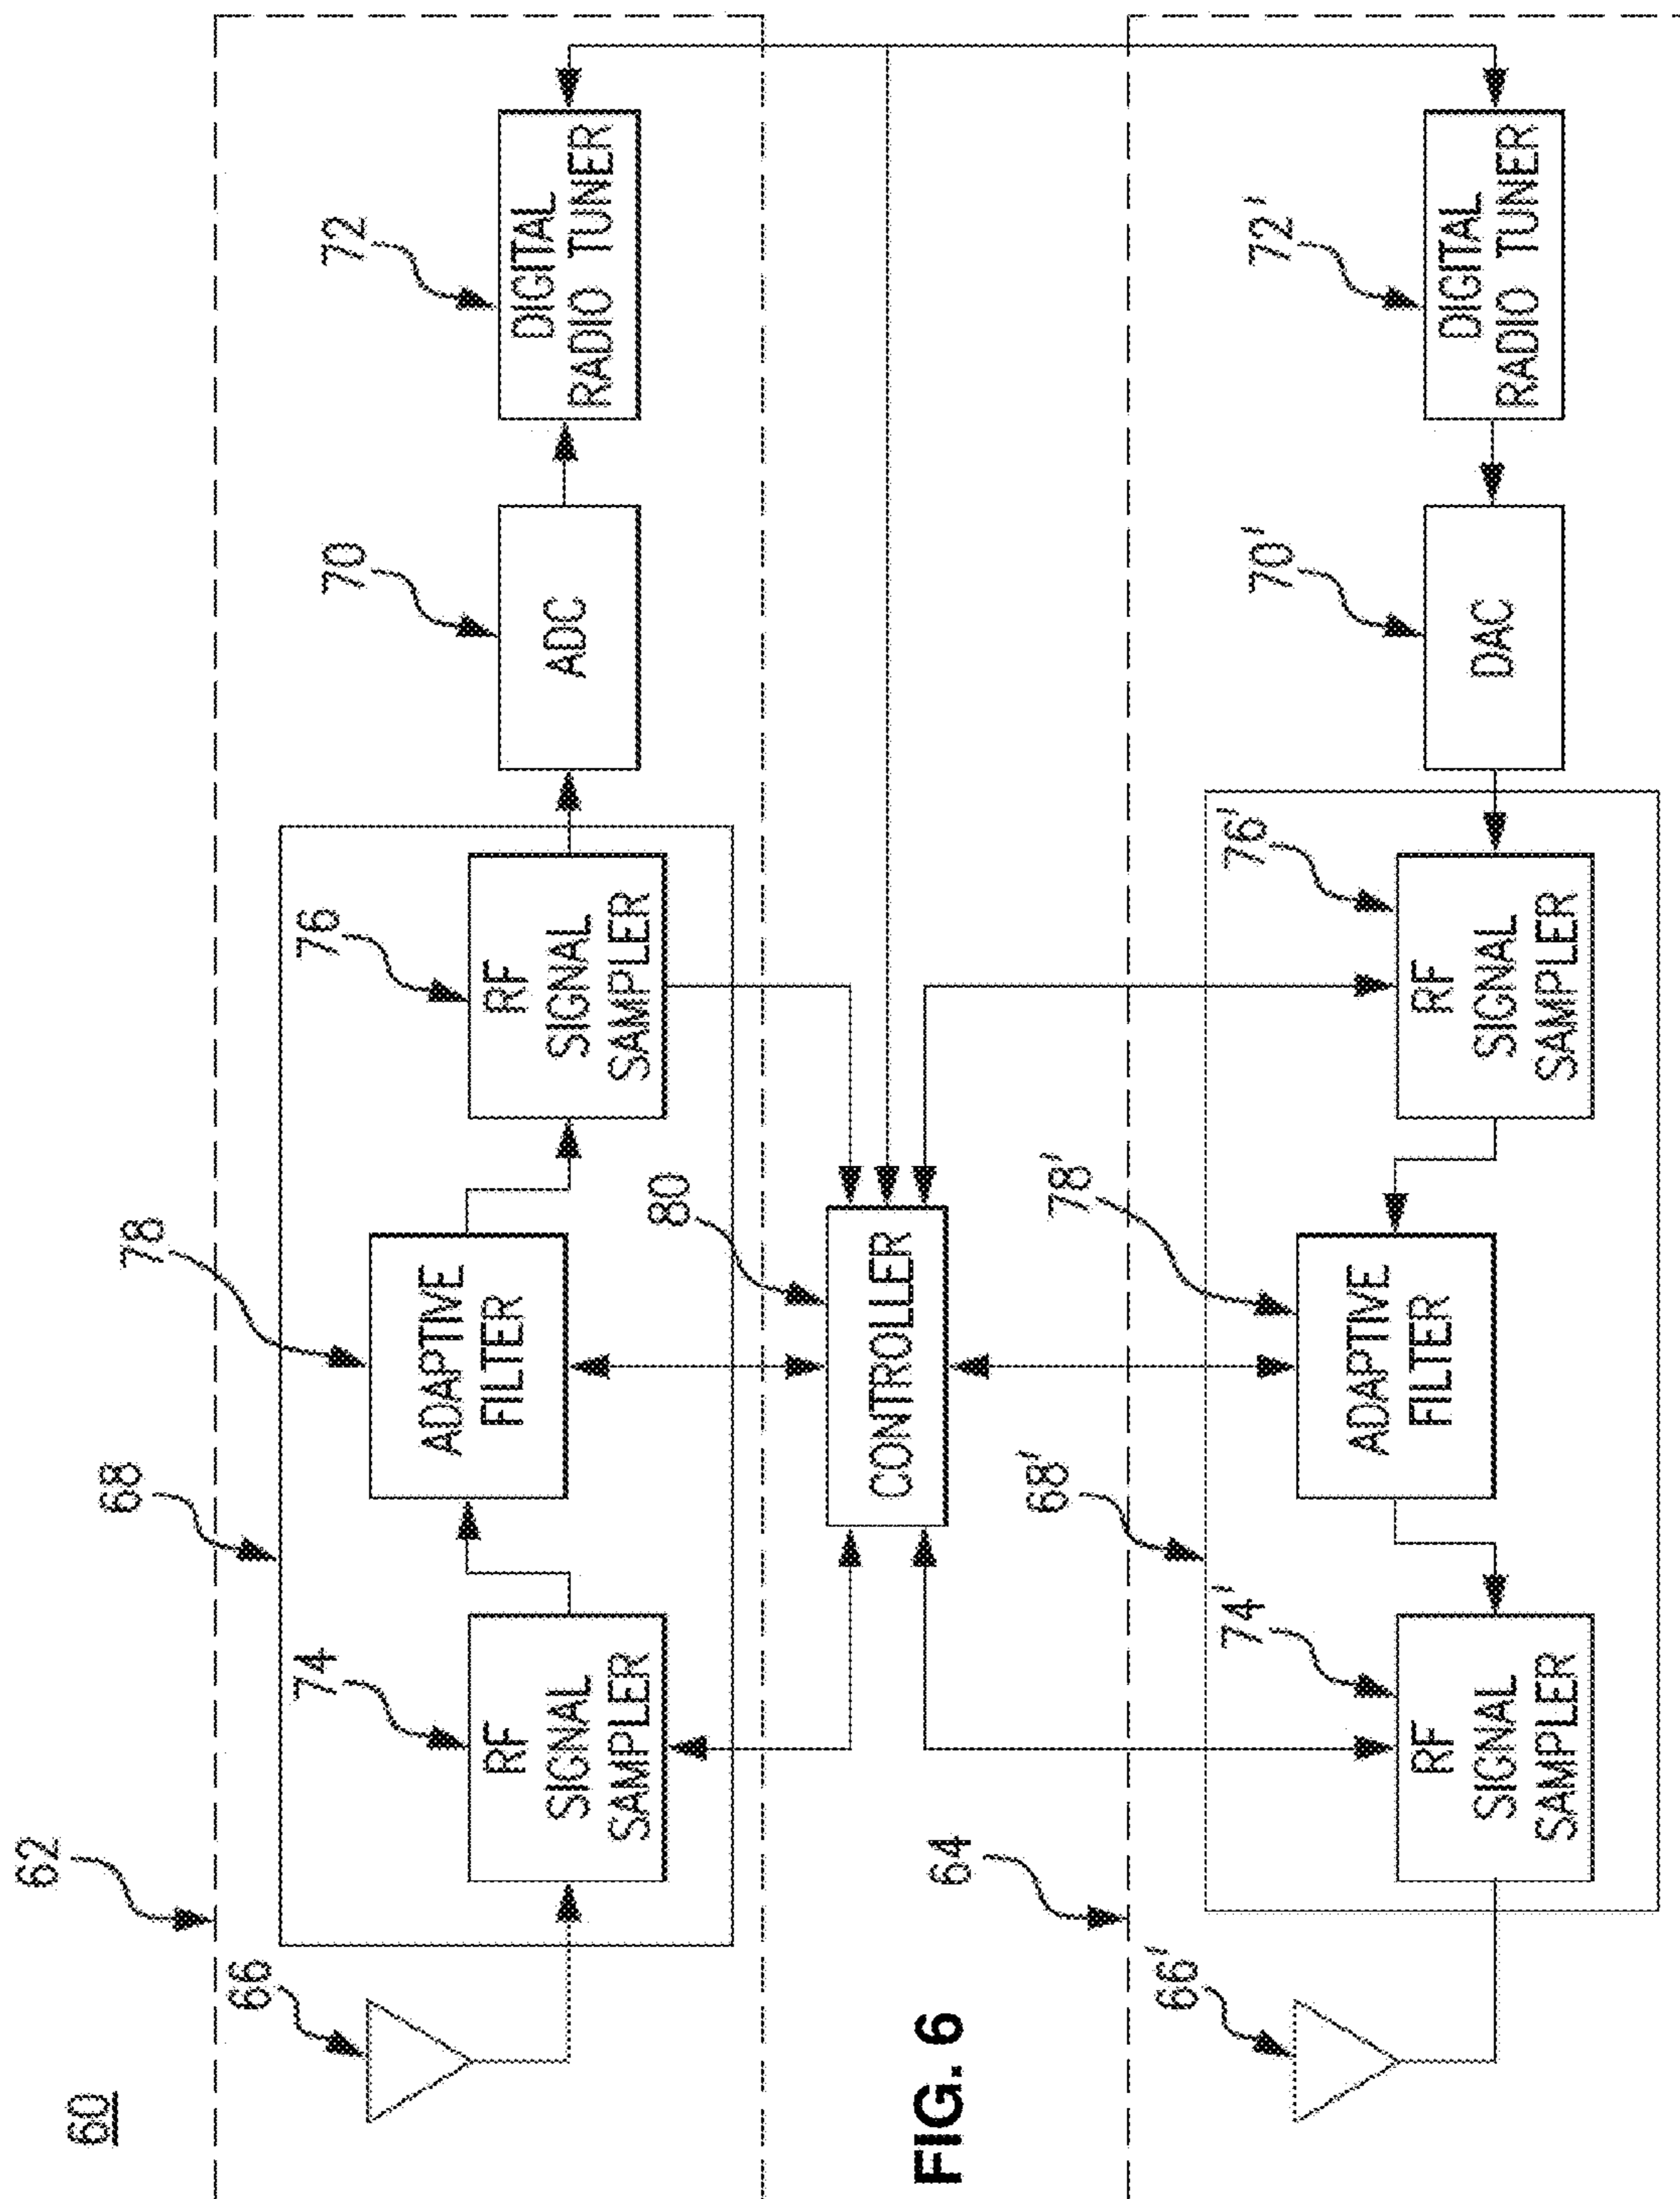 60
62
66
68
74
RF
SIGNAL
SAMPLER
78
ADAPTIVE
FILTER
76
RF
SIGNAL
SAMPLER
70
ADC
72
DIGITAL
RADIO TUNER
80
CONTROLLER
FIG. 6
64
66'
68'
74'
RF
SIGNAL
SAMPLER
78'
ADAPTIVE
FILTER
76'
RF
SIGNAL
SAMPLER
70'
DAC
72'
DIGITAL
RADIO TUNER